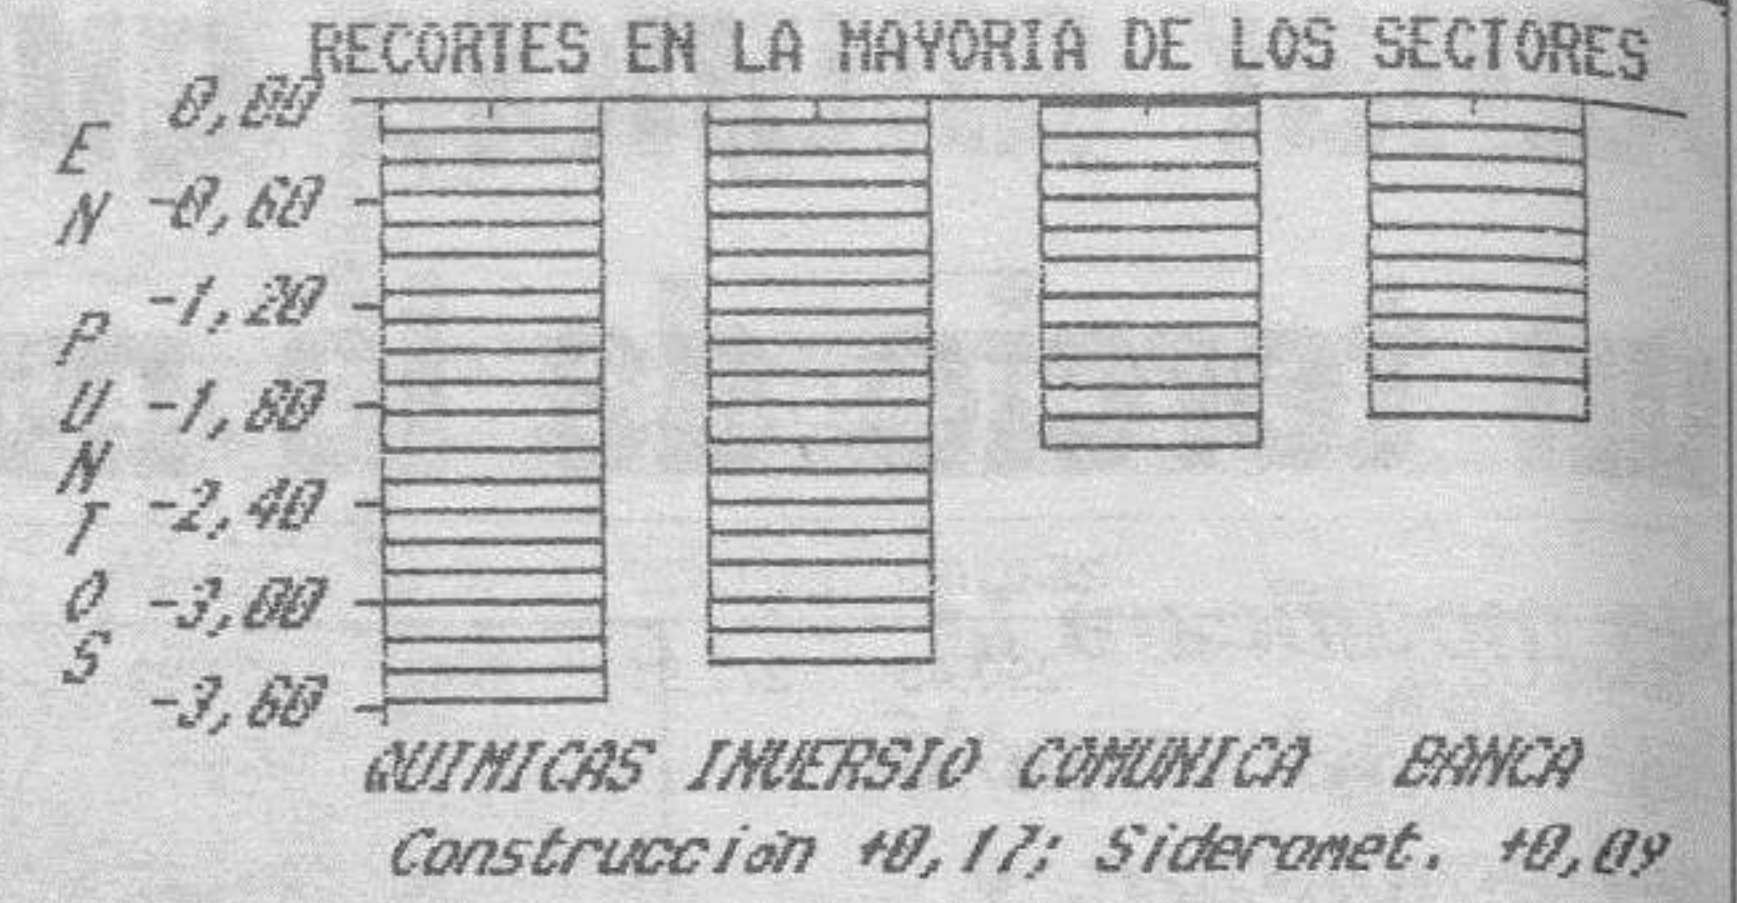 RECORTES EN LA MAYORIA DE LOS SECTORES
EN PUNTOS
0,00
-0,60
-1,20
-1,80
-2,40
-3,00
-3,60
QUIMICAS INVERSIO COMUNICA BANCA
Construcción +0,17; Sideromet. +0,09